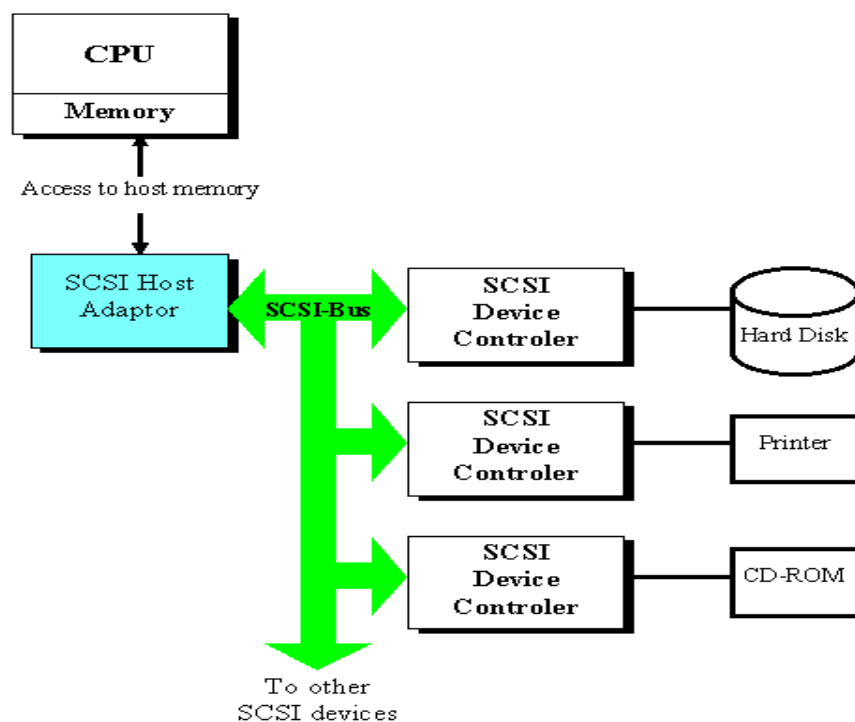 CPU
Memory
Access to host memory
SCSI Host
Adaptor
SCSI-Bus
SCSI
Device
Controler
Hard Disk
SCSI
Device
Controler
Printer
SCSI
Device
Controler
CD-ROM
To other
SCSI devices